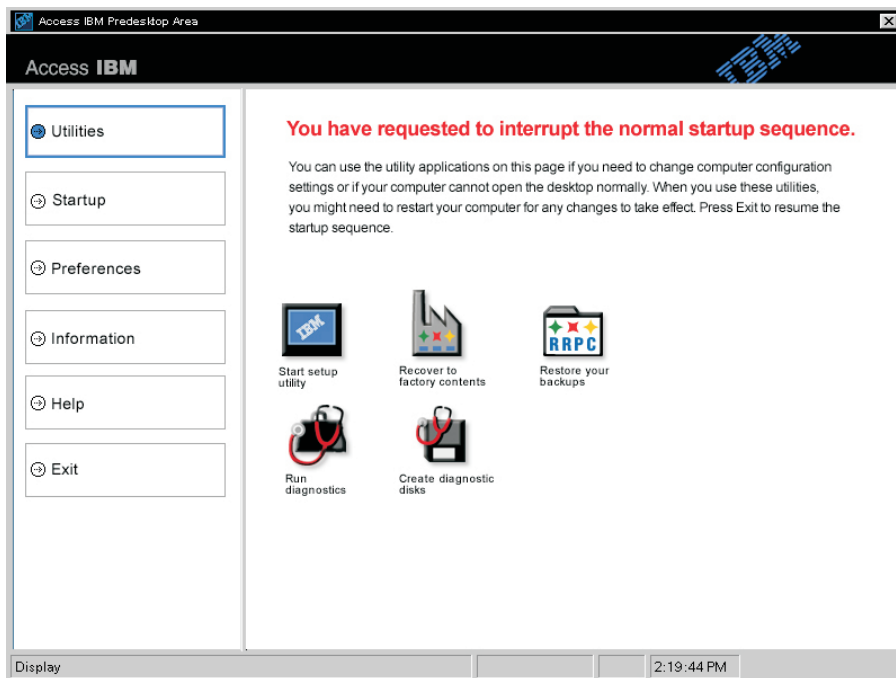 Access IBM Predesktop Area
Access IBM
IBM
Utilities
Startup
Preferences
Information
Help
Exit
You have requested to interrupt the normal startup sequence.
You can use the utility applications on this page if you need to change computer configuration
settings or if your computer cannot open the desktop normally. When you use these utilities,
you might need to restart your computer for any changes to take effect. Press Exit to resume the
startup sequence.
IBM
Start setup
utility
Recover to
factory contents
RRPC
Restore your
backups
Run
diagnostics
Create diagnostic
disks
Display
2:19:44 PM